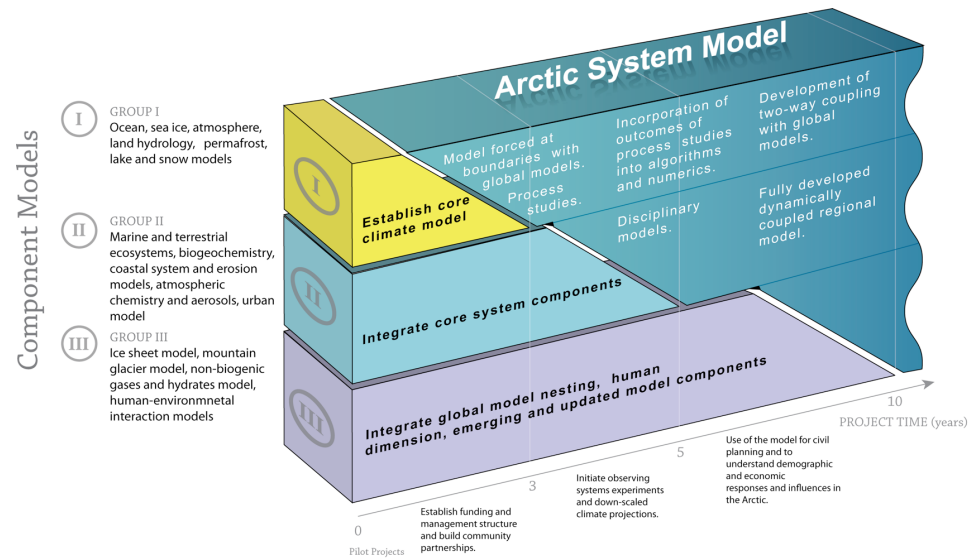 Arctic System Model
Component Models
I
GROUP I
Ocean, sea ice, atmosphere,
land hydrology, permafrost,
lake and snow models
II
GROUP II
Marine and terrestrial
ecosystems, biogeochemistry,
coastal system and erosion
models, atmospheric
chemistry and aerosols, urban
model
III
GROUP III
Ice sheet model, mountain
glacier model, non-biogenic
gases and hydrates model,
human-environmnetal
interaction models
I
Establish core
climate model
II
Integrate core system components
III
Integrate global model nesting, human
dimension, emerging and updated model components
Model forced at
boundaries with
global models.
Process
studies.
Incorporation of
outcomes of
process studies
into algorithms
and numerics.
Disciplinary
models.
Development of
two-way coupling
with global
models.
Fully developed
dynamically
coupled regional
model.
0
3
5
10
PROJECT TIME (years)
Pilot Projects
Establish funding and
management structure
and build community
partnerships.
Initiate observing
systems experiments
and down-scaled
climate projections.
Use of the model for civil
planning and to
understand demographic
and economic
responses and influences in
the Arctic.